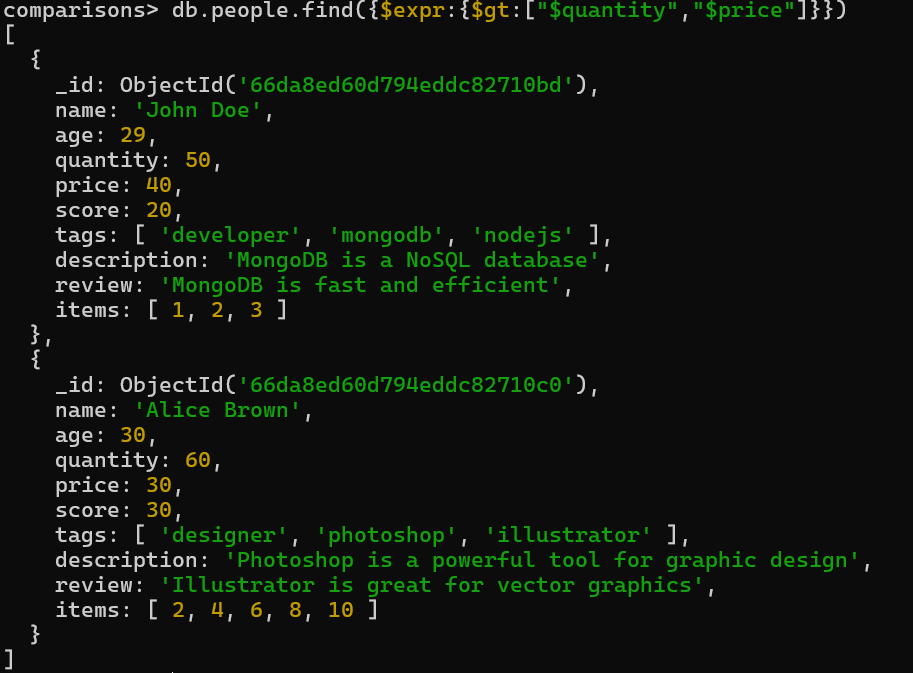 comparisons> db.people.find({$expr:{$gt:["$quantity","$price"]}})
[
  {
    _id: ObjectId('66da8ed60d794eddc82710bd'),
    name: 'John Doe',
    age: 29,
    quantity: 50,
    price: 40,
    score: 20,
    tags: [ 'developer', 'mongodb', 'nodejs' ],
    description: 'MongoDB is a NoSQL database',
    review: 'MongoDB is fast and efficient',
    items: [ 1, 2, 3 ]
  },
  {
    _id: ObjectId('66da8ed60d794eddc82710c0'),
    name: 'Alice Brown',
    age: 30,
    quantity: 60,
    price: 30,
    score: 30,
    tags: [ 'designer', 'photoshop', 'illustrator' ],
    description: 'Photoshop is a powerful tool for graphic design',
    review: 'Illustrator is great for vector graphics',
    items: [ 2, 4, 6, 8, 10 ]
  }
]